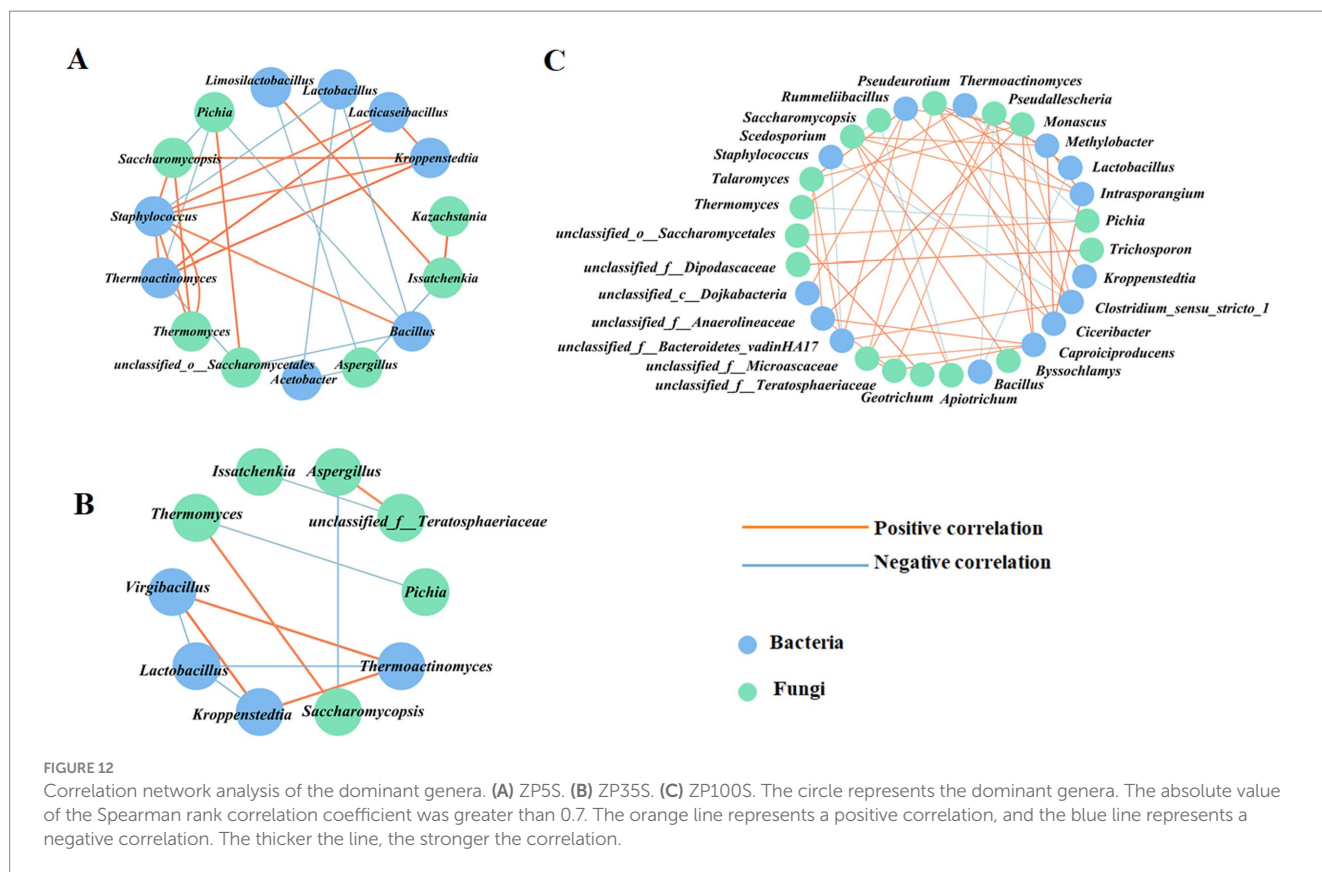 A
Limosilactobacillus
Lactobacillus
Lacticaseibacillus
Pichia
Saccharomycopsis
Kroppenstedtia
Staphylococcus
Kazachstania
Thermoactinomyces
Issatchenkia
Thermomyces
Bacillus
unclassified_o__Saccharomycetales
Aspergillus
Acetobacter
C
Pseudeurotium
Thermoactinomyces
Rummeliibacillus
Pseudallescheria
Saccharomycopsis
Monascus
Scedosporium
Methylobacter
Staphylococcus
Lactobacillus
Talaromyces
Intrasporangium
Thermomyces
Pichia
unclassified_o__Saccharomycetales
Trichosporon
unclassified_f__Dipodascaceae
Kroppenstedtia
unclassified_c__Dojkabacteria
Clostridium_sensu_stricto_1
unclassified_f__Anaerolineaceae
Ciceribacter
unclassified_f__Bacteroidetes_vadinHA17
Caproiciproducens
unclassified_f__Microascaceae
Byssochlamys
unclassified_f__Teratosphaeriaceae
Bacillus
Geotrichum
Apiotrichum
B
Issatchenkia
Aspergillus
Thermomyces
unclassified_f__Teratosphaeriaceae
Virgibacillus
Pichia
Lactobacillus
Thermoactinomyces
Kroppenstedtia
Saccharomycopsis
Positive correlation
Negative correlation
Bacteria
Fungi
FIGURE 12
Correlation network analysis of the dominant genera. (A) ZP5S. (B) ZP35S. (C) ZP100S. The circle represents the dominant genera. The absolute value
of the Spearman rank correlation coefficient was greater than 0.7. The orange line represents a positive correlation, and the blue line represents a
negative correlation. The thicker the line, the stronger the correlation.